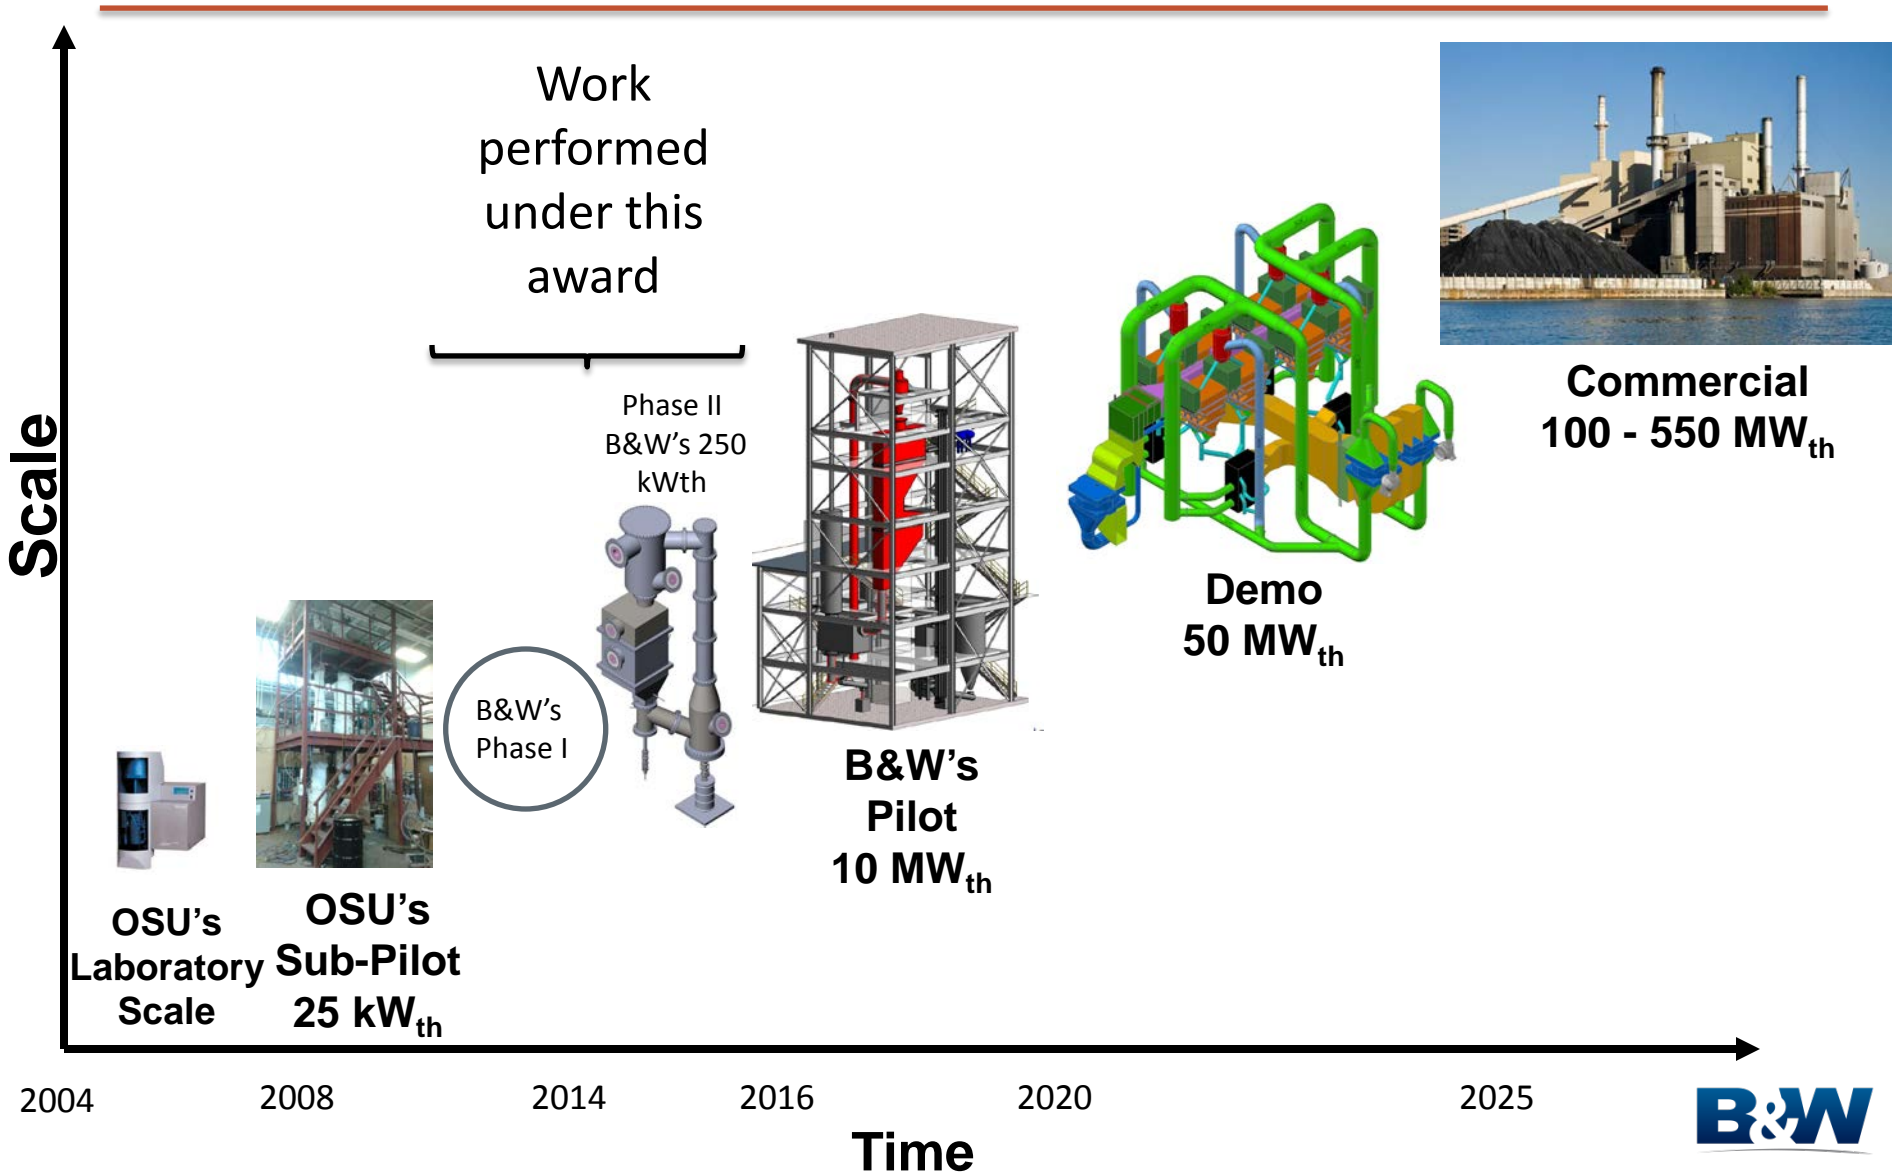 Work
performed
under this
award
Commercial
100 - 550 MWth
Phase II
B&W's 250
kWth
Scale
Demo
50 MWth
B&W's
Phase I
B&W's
Pilot
10 MWth
OSU's
Laboratory
Scale
OSU's
Sub-Pilot
25 kWth
2004
2008
2014
2016
2020
2025
Time
B&W